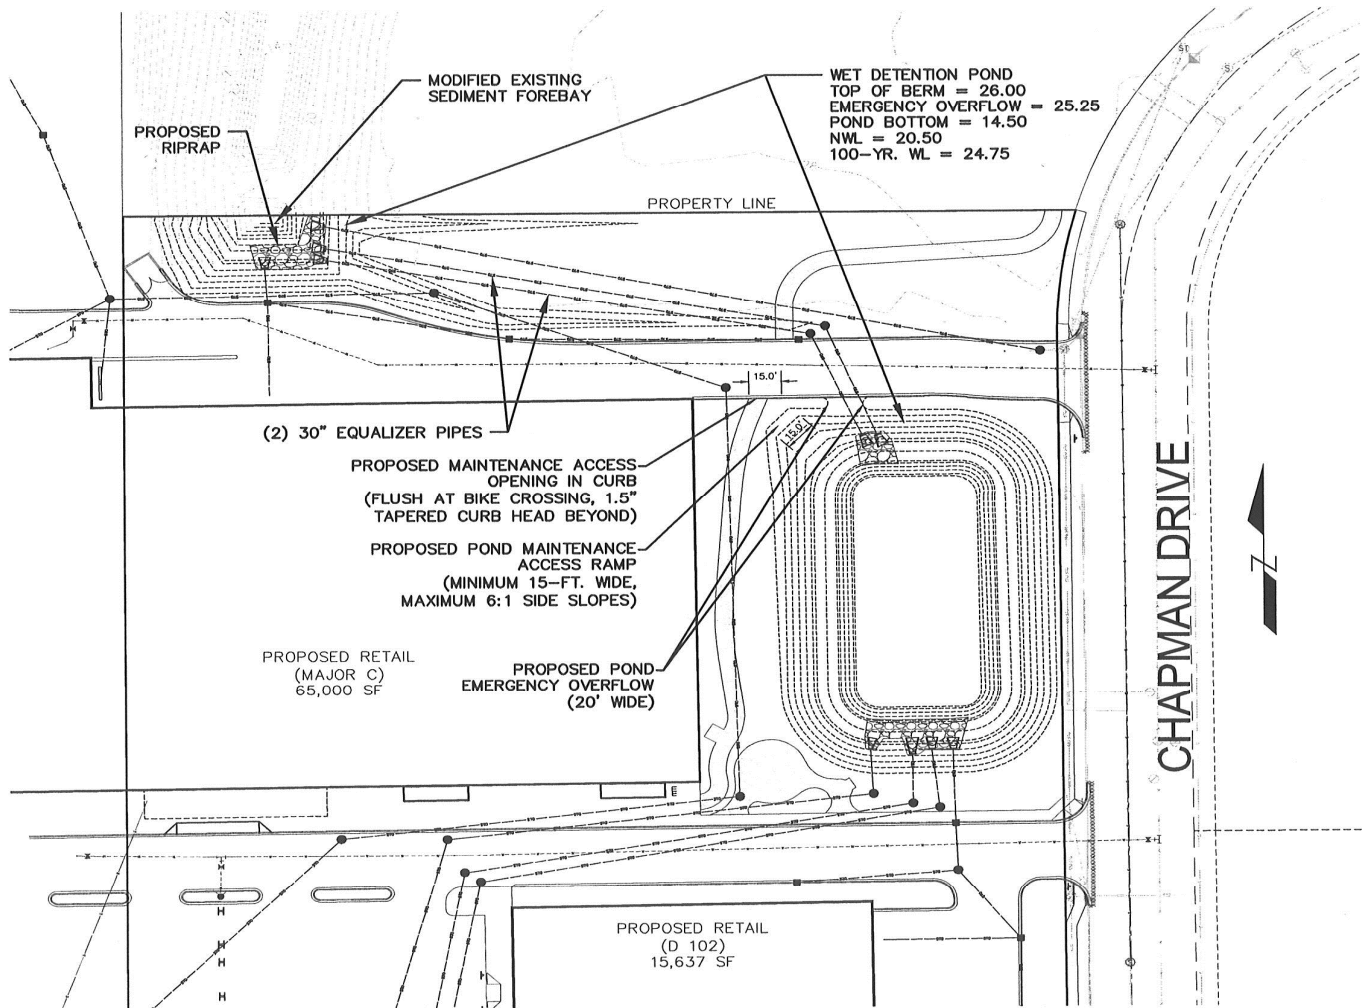 MODIFIED EXISTING
SEDIMENT FOREBAY
PROPOSED
RIPRAP
WET DETENTION POND
TOP OF BERM = 26.00
EMERGENCY OVERFLOW = 25.25
POND BOTTOM = 14.50
NWL = 20.50
100-YR. WL = 24.75
ST
S
PROPERTY LINE
15.0'
15.0'
(2) 30" EQUALIZER PIPES
PROPOSED MAINTENANCE ACCESS
OPENING IN CURB
(FLUSH AT BIKE CROSSING, 1.5"
TAPERED CURB HEAD BEYOND)
PROPOSED POND MAINTENANCE
ACCESS RAMP
(MINIMUM 15-FT. WIDE,
MAXIMUM 6:1 SIDE SLOPES)
PROPOSED RETAIL
(MAJOR C)
65,000 SF
PROPOSED POND
EMERGENCY OVERFLOW
(20' WIDE)
CHAPMAN DRIVE
N
PROPOSED RETAIL
(D 102)
15,637 SF